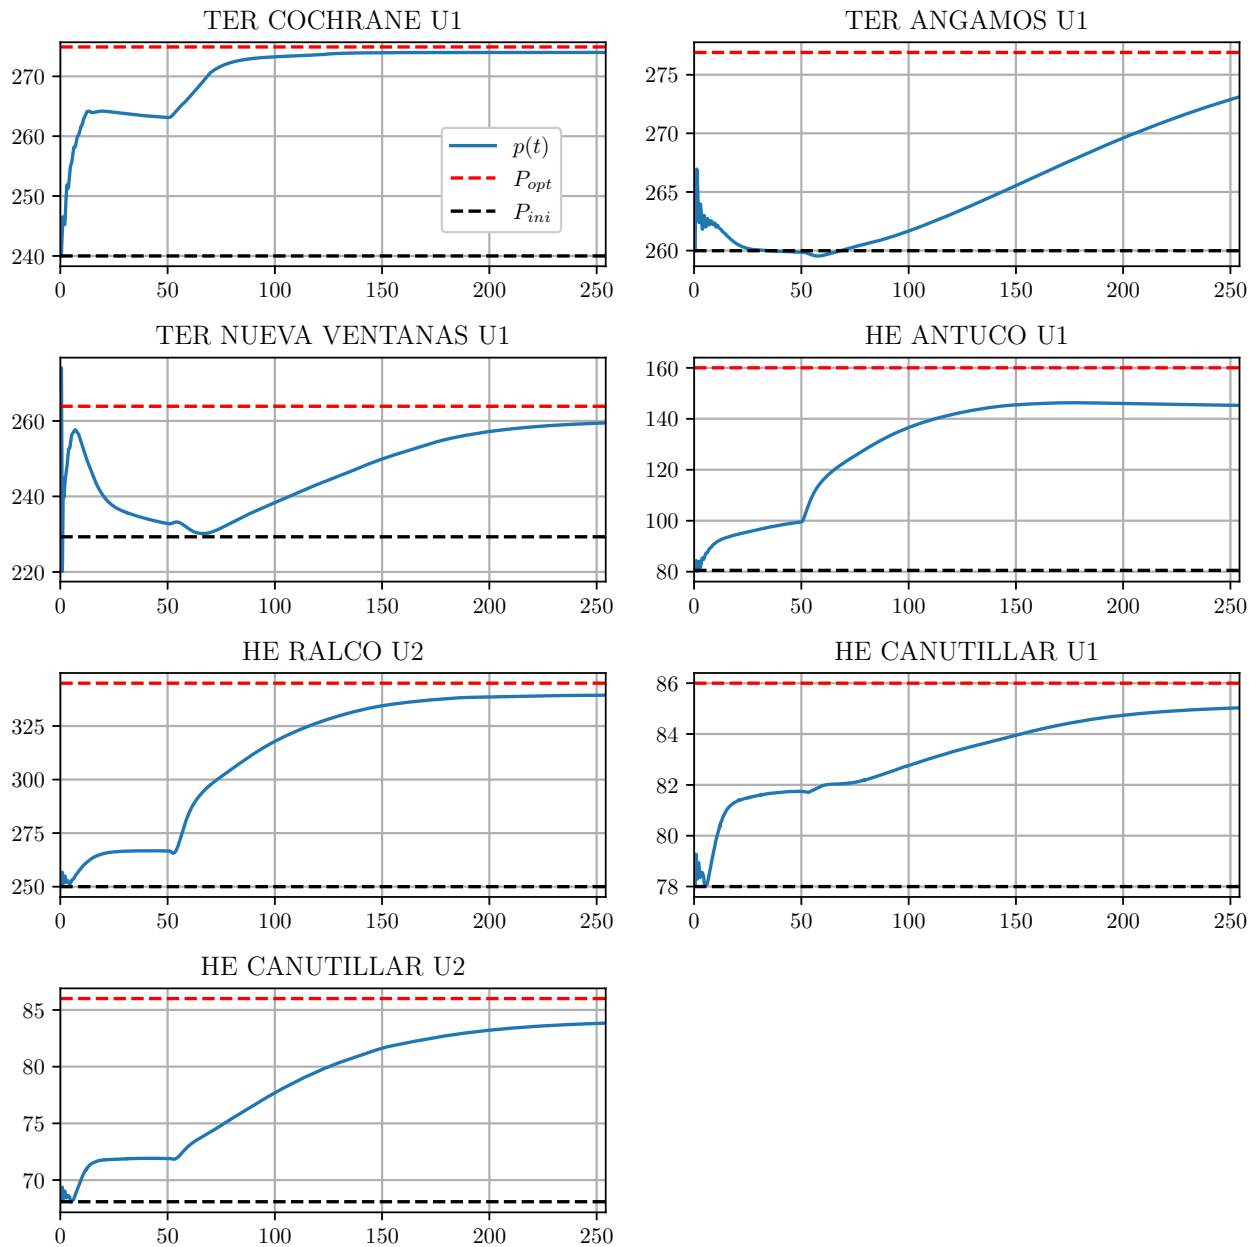 TER COCHRANE U1
270
260
250
240
p(t)
P_opt
P_ini
0 50 100 150 200 250
TER ANGAMOS U1
275
270
265
260
0 50 100 150 200 250
TER NUEVA VENTANAS U1
260
240
220
0 50 100 150 200 250
HE ANTUCO U1
160
140
120
100
80
0 50 100 150 200 250
HE RALCO U2
325
300
275
250
0 50 100 150 200 250
HE CANUTILLAR U1
86
84
82
80
78
0 50 100 150 200 250
HE CANUTILLAR U2
85
80
75
70
0 50 100 150 200 250